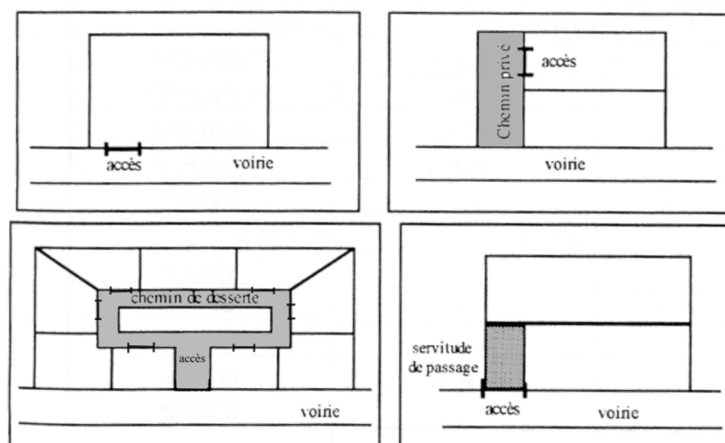 accès
voirie
Chemin privé
accès
voirie
chemin de desserte
accès
voirie
servitude
de passage
accès
voirie